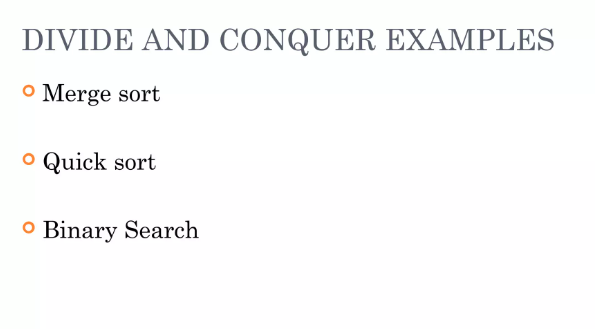 DIVIDE AND CONQUER EXAMPLES
Merge sort
Quick sort
Binary Search